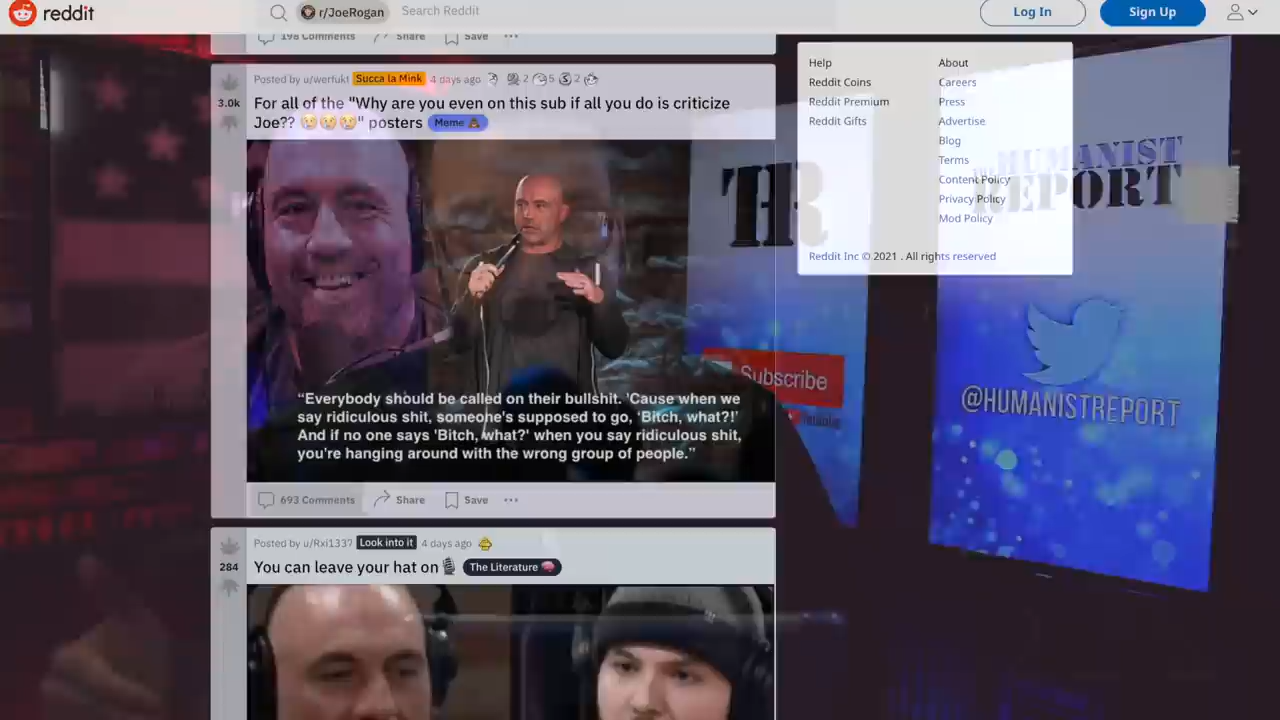 reddit
r/JoeRogan
Search Reddit
Log In
Sign Up
198 Comments
Share
Save
Posted by u/werfukt
Succa la Mink
4 days ago
2
5
2
3.0k
For all of the "Why are you even on this sub if all you do is criticize
Joe?? 😢😢😢" posters
Meme 💩
“Everybody should be called on their bullshit. 'Cause when we
say ridiculous shit, someone's supposed to go, 'Bitch, what?!'
And if no one says 'Bitch, what?' when you say ridiculous shit,
you're hanging around with the wrong group of people.”
693 Comments
Share
Save
Posted by u/Rxi1337
Look into it
4 days ago
284
You can leave your hat on
The Literature 🧠
Help
Reddit Coins
Reddit Premium
Reddit Gifts
About
Careers
Press
Advertise
Blog
Terms
Content Policy
Privacy Policy
Mod Policy
Reddit Inc © 2021 . All rights reserved
THR
Subscribe
HUMANIST
REPORT
@HUMANISTREPORT